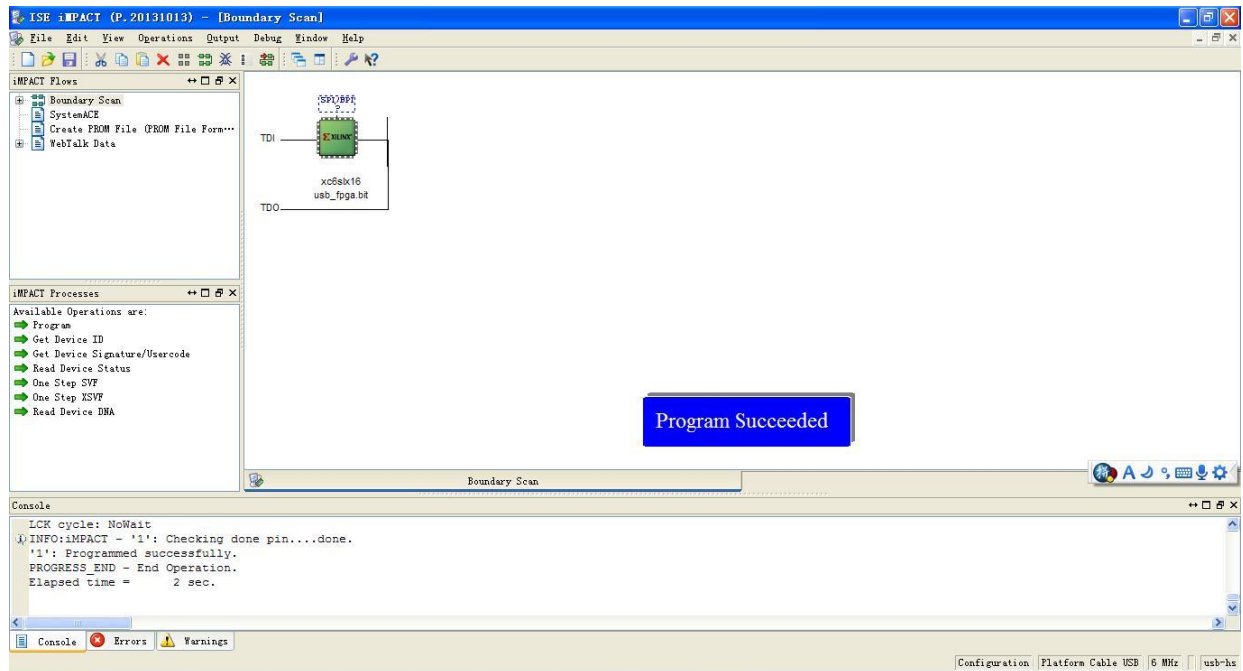 ISE iMPACT (P.20131013) - [Boundary Scan]
File Edit View Operations Output Debug Window Help
iMPACT Flows
Boundary Scan
SystemACE
Create PROM File (PROM File Form...
WebTalk Data
SPI/BPI
?
TDI
XILINX
xc6slx16
usb_fpga.bit
TDO
iMPACT Processes
Available Operations are:
Program
Get Device ID
Get Device Signature/Usercode
Read Device Status
One Step SVF
One Step XSVF
Read Device DNA
Program Succeeded
Boundary Scan
Console
LCK cycle: NoWait
INFO:iMPACT - '1': Checking done pin....done.
'1': Programmed successfully.
PROGRESS_END - End Operation.
Elapsed time =      2 sec.
Console Errors Warnings
Configuration Platform Cable USB 6 MHz usb-hs